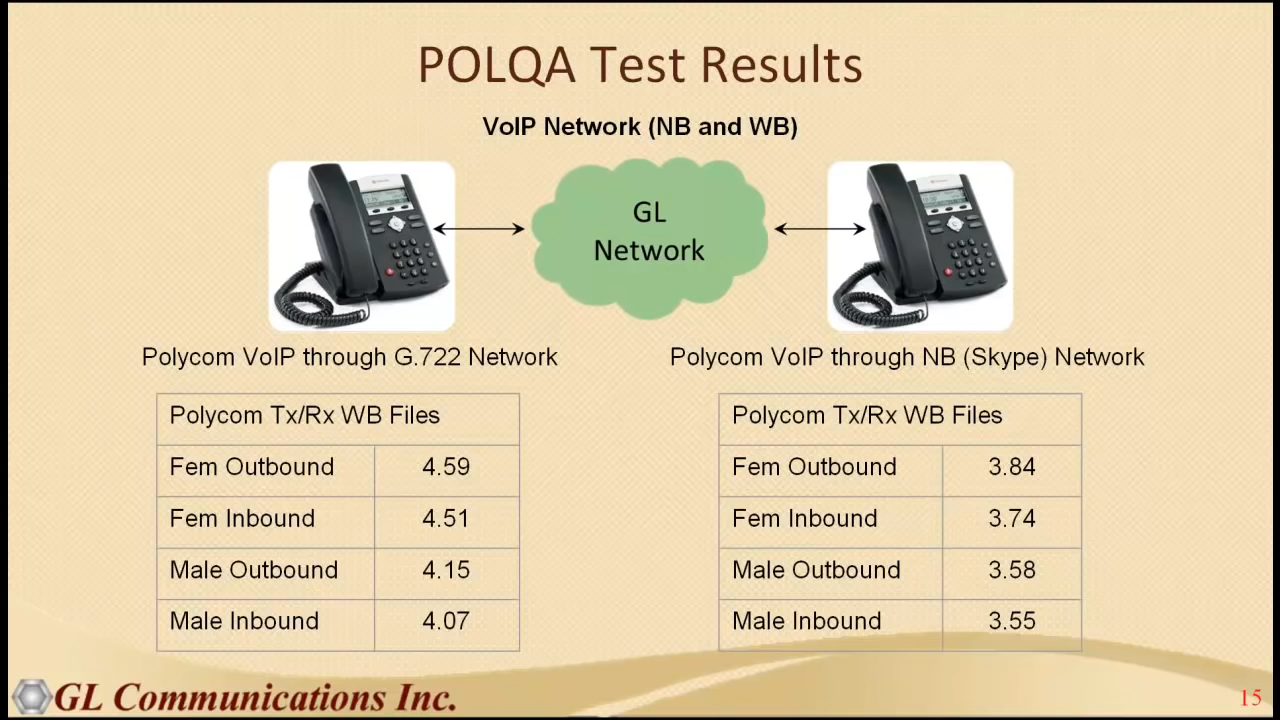 POLQA Test Results
VoIP Network (NB and WB)
GL
Network
Polycom VoIP through G.722 Network
Polycom VoIP through NB (Skype) Network
Polycom Tx/Rx WB Files
Fem Outbound 4.59
Fem Inbound 4.51
Male Outbound 4.15
Male Inbound 4.07
Polycom Tx/Rx WB Files
Fem Outbound 3.84
Fem Inbound 3.74
Male Outbound 3.58
Male Inbound 3.55
GL Communications Inc.
15